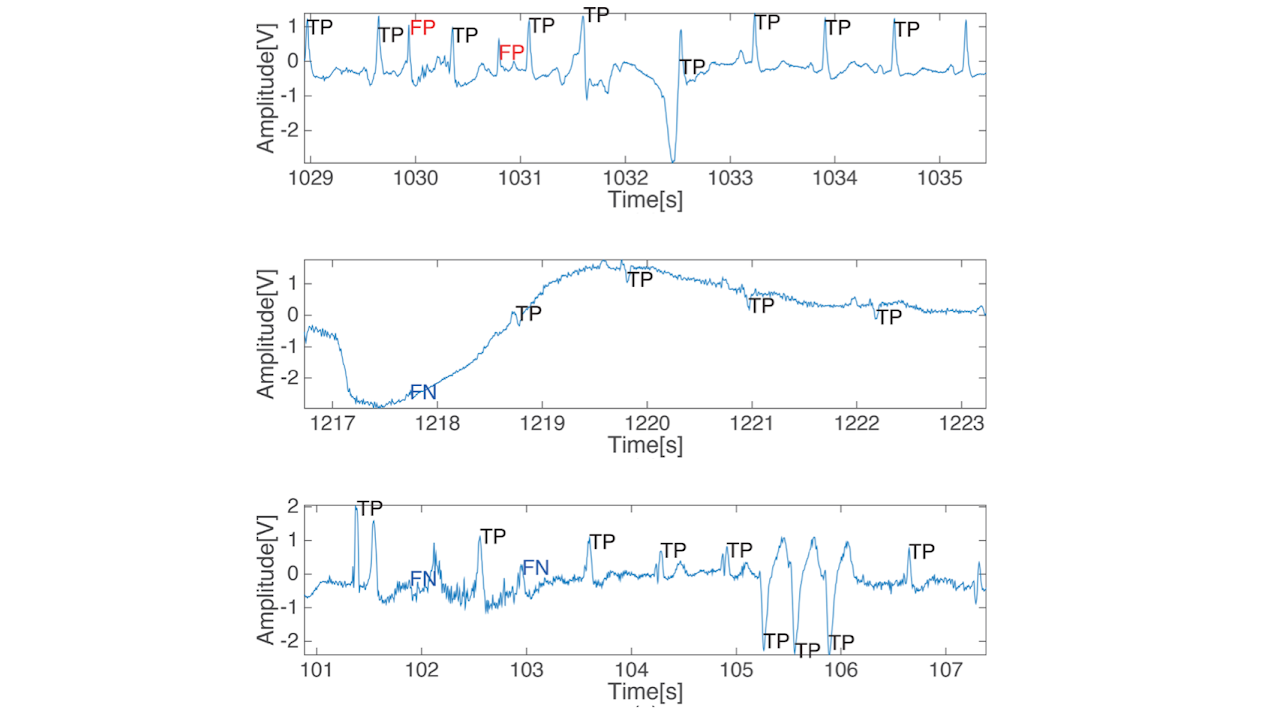 TP TP FP TP FP TP TP TP TP TP TP
Amplitude[V]
1
0
-1
-2
1029 1030 1031 1032 1033 1034 1035
Time[s]
Amplitude[V]
1
0
-1
-2
FN TP TP TP TP
1217 1218 1219 1220 1221 1222 1223
Time[s]
Amplitude[V]
2
1
0
-1
-2
TP FN TP FN TP TP TP TP TP TP TP
101 102 103 104 105 106 107
Time[s]